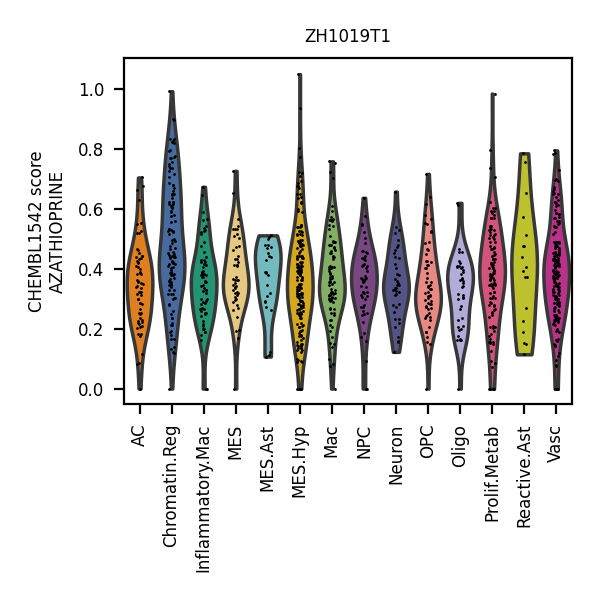 ZH1019T1
CHEMBL1542 score
AZATHIOPRINE
1.0
0.8
0.6
0.4
0.2
0.0
AC
Chromatin.Reg
Inflammatory.Mac
MES
MES.Ast
MES.Hyp
Mac
NPC
Neuron
OPC
Oligo
Prolif.Metab
Reactive.Ast
Vasc